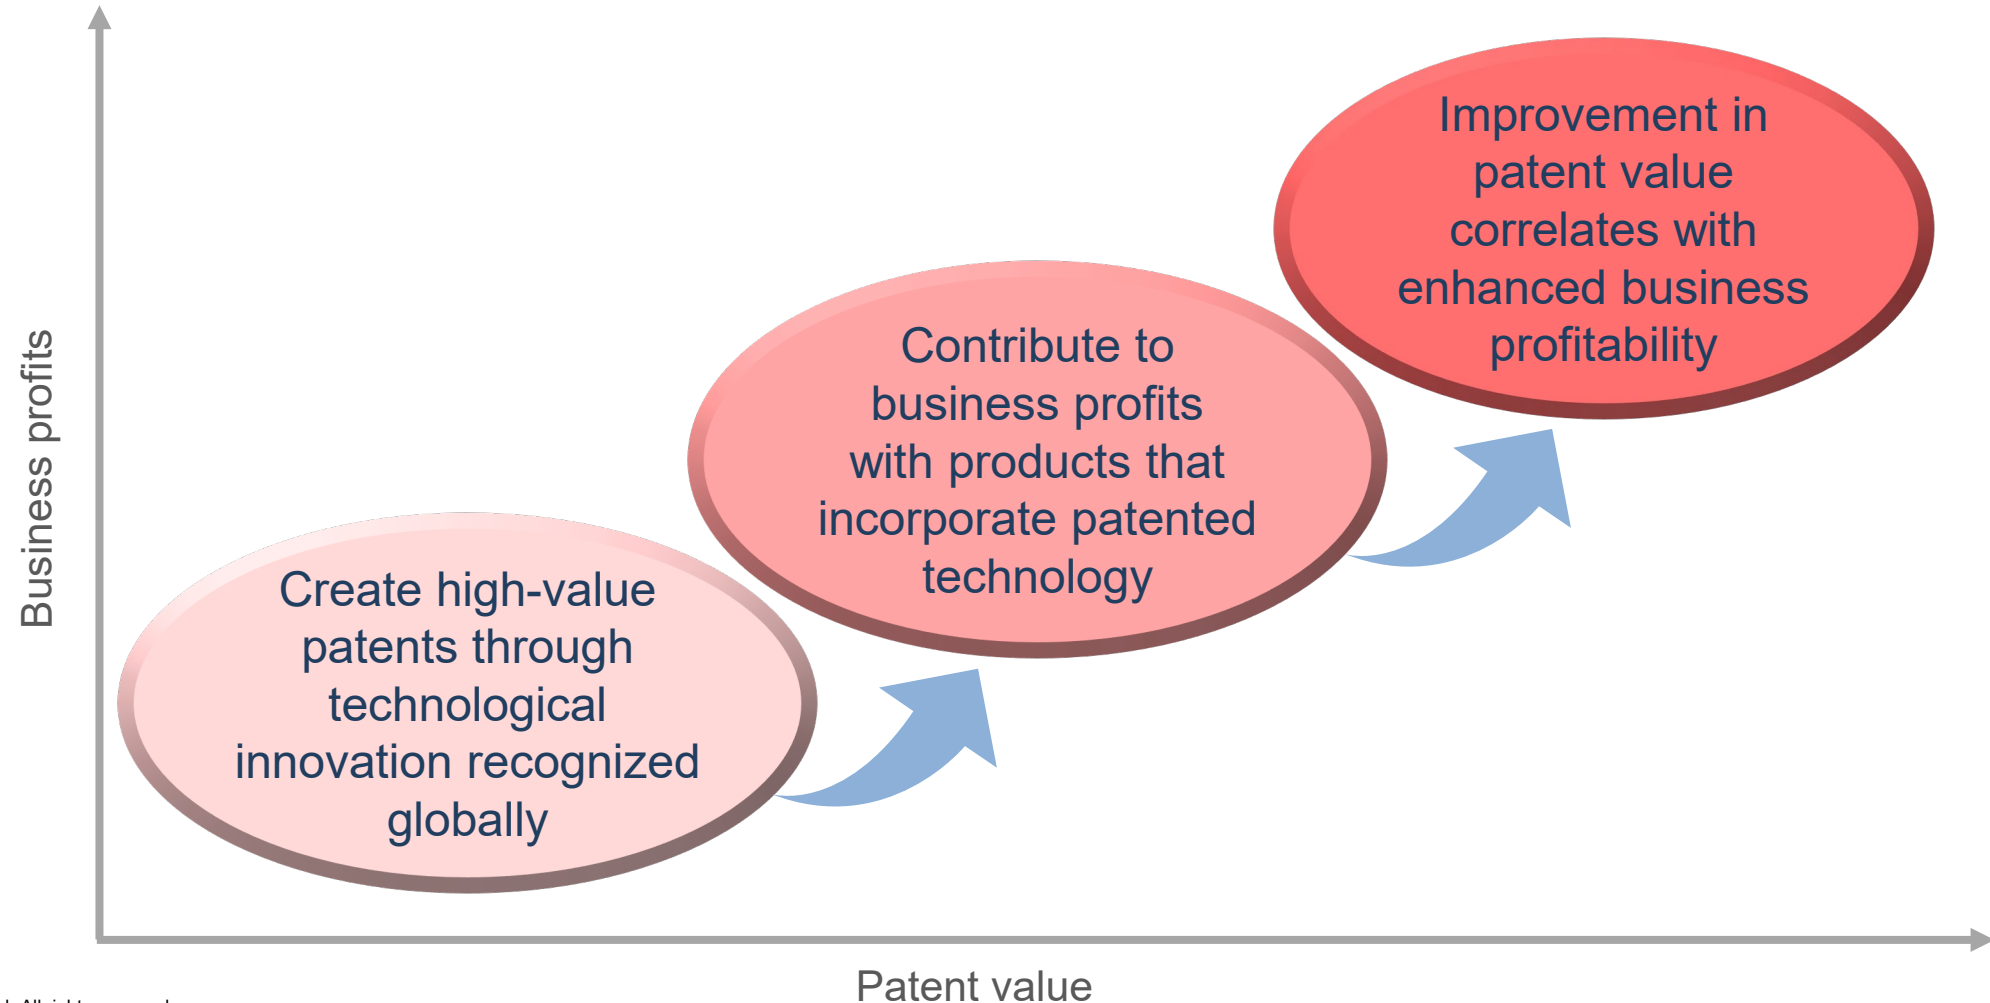 Business profits
Improvement in
patent value
correlates with
enhanced business
profitability
Contribute to
business profits
with products that
incorporate patented
technology
Create high-value
patents through
technological
innovation recognized
globally
Patent value